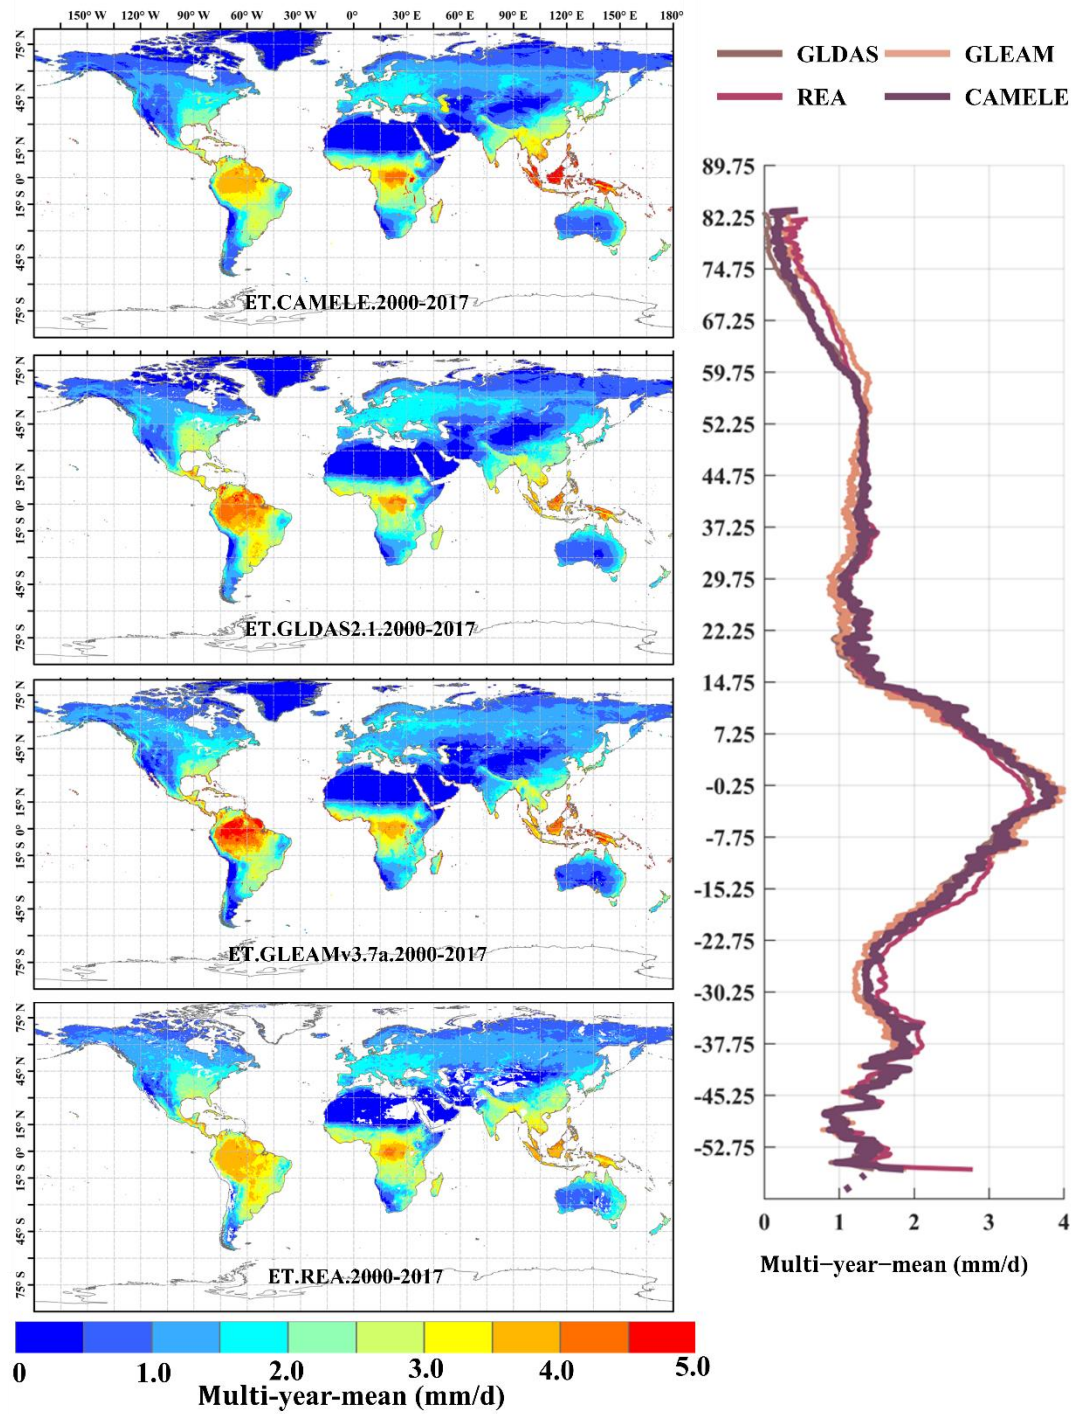 150° W 120° W 90° W 60° W 30° W 0° 30° E 60° E 90° E 120° E 150° E 180°
75° N
45° N
15° N
0°
15° S
45° S
75° S
ET.CAMELE.2000-2017
75° N
45° N
15° N
0°
15° S
45° S
75° S
ET.GLDAS2.1.2000-2017
75° N
45° N
15° N
0°
15° S
45° S
75° S
ET.GLEAMv3.7a.2000-2017
75° N
45° N
15° N
0°
15° S
45° S
75° S
ET.REA.2000-2017
0 1.0 2.0 3.0 4.0 5.0
Multi-year-mean (mm/d)
GLDAS GLEAM
REA CAMELE
89.75
82.25
74.75
67.25
59.75
52.25
44.75
37.25
29.75
22.25
14.75
7.25
-0.25
-7.75
-15.25
-22.75
-30.25
-37.75
-45.25
-52.75
0 1 2 3 4
Multi−year−mean (mm/d)